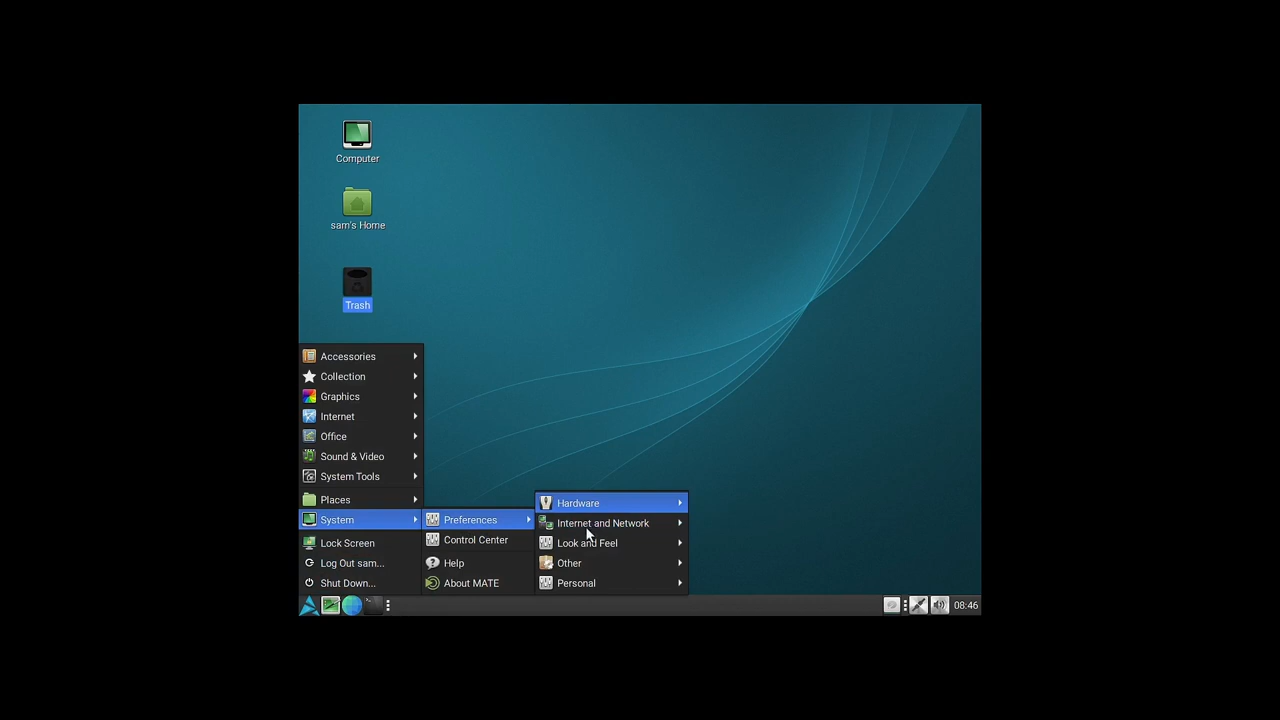 Computer
sam's Home
Trash
Accessories
Collection
Graphics
Internet
Office
Sound & Video
System Tools
Places
System
Lock Screen
Log Out sam...
Shut Down...
Preferences
Control Center
Help
About MATE
Hardware
Internet and Network
Look and Feel
Other
Personal
08:46